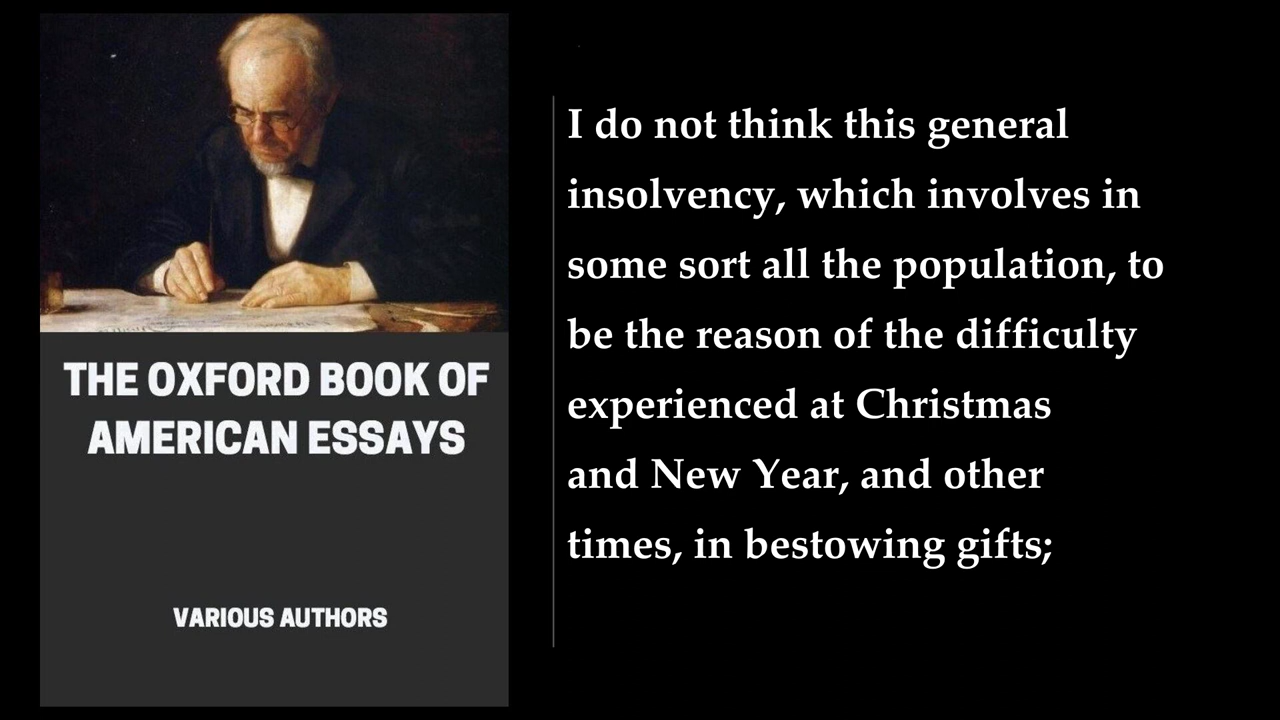 THE OXFORD BOOK OF
AMERICAN ESSAYS
VARIOUS AUTHORS
I do not think this general
insolvency, which involves in
some sort all the population, to
be the reason of the difficulty
experienced at Christmas
and New Year, and other
times, in bestowing gifts;